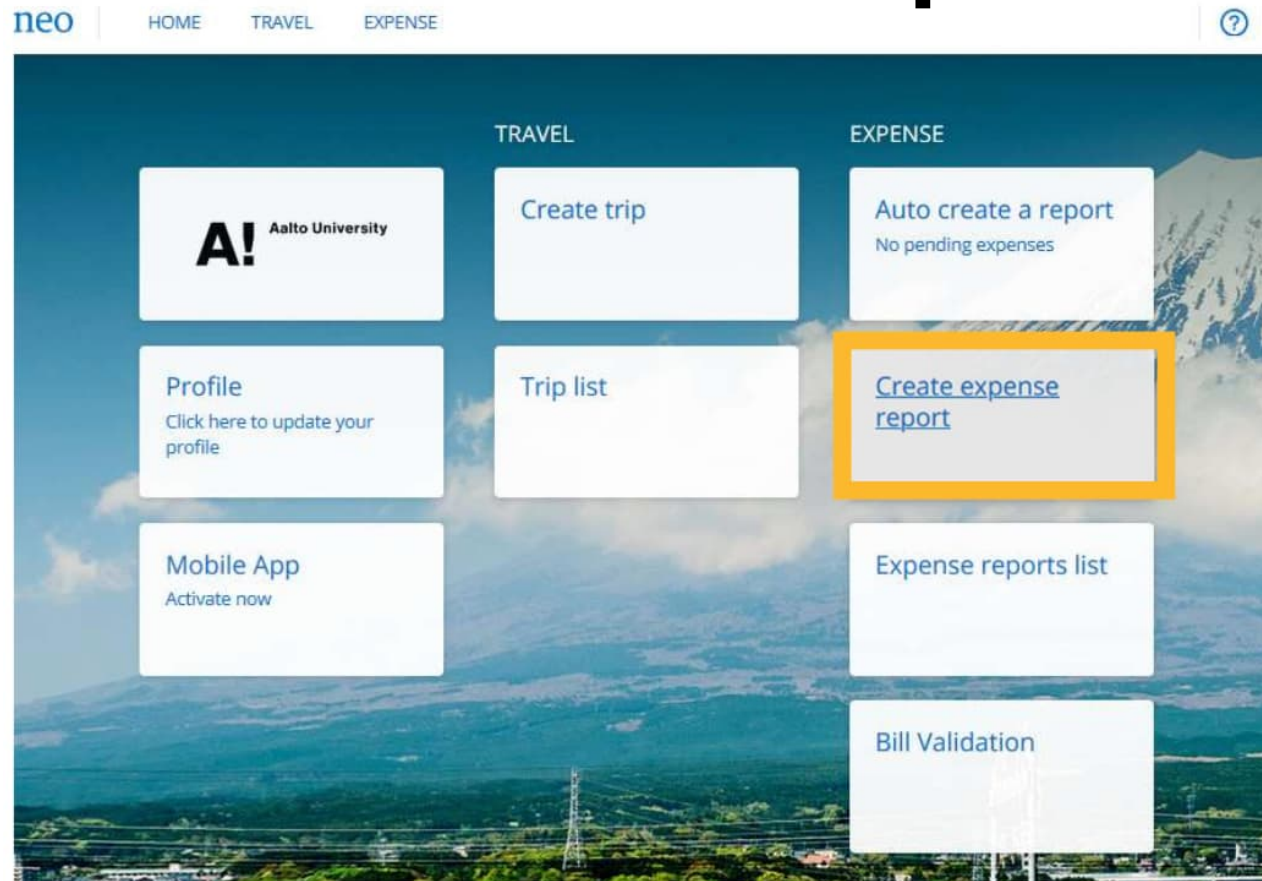 neo
HOME TRAVEL EXPENSE
?
TRAVEL
EXPENSE
A! Aalto University
Create trip
Auto create a report
No pending expenses
Profile
Click here to update your
profile
Trip list
Create expense
report
Mobile App
Activate now
Expense reports list
Bill Validation